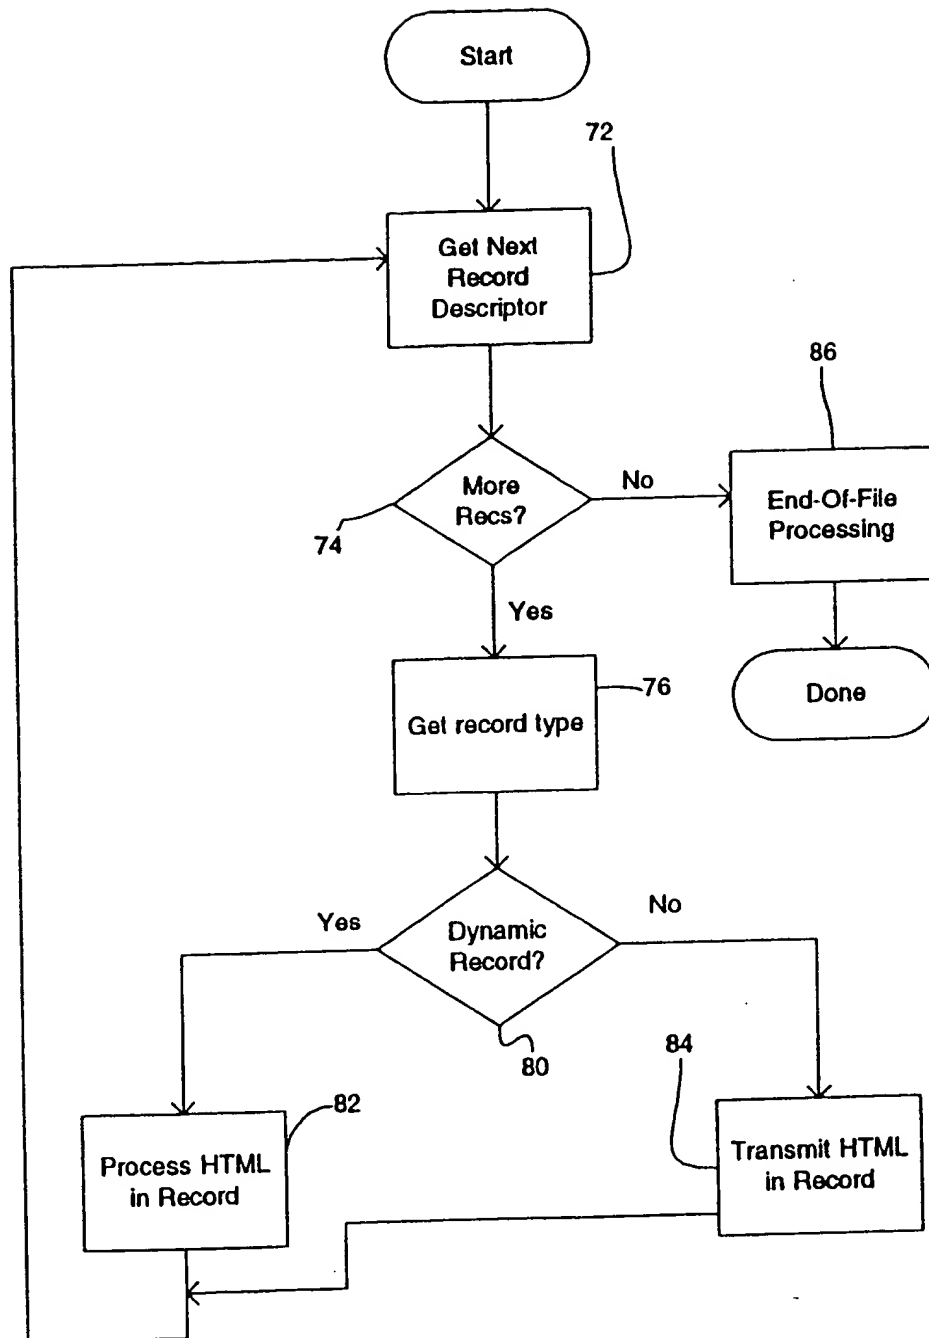 Start
72
Get Next
Record
Descriptor
86
More
Recs?
No
End-Of-File
Processing
74
Yes
76
Get record type
Done
Yes
No
Dynamic
Record?
80
84
82
Process HTML
in Record
Transmit HTML
in Record